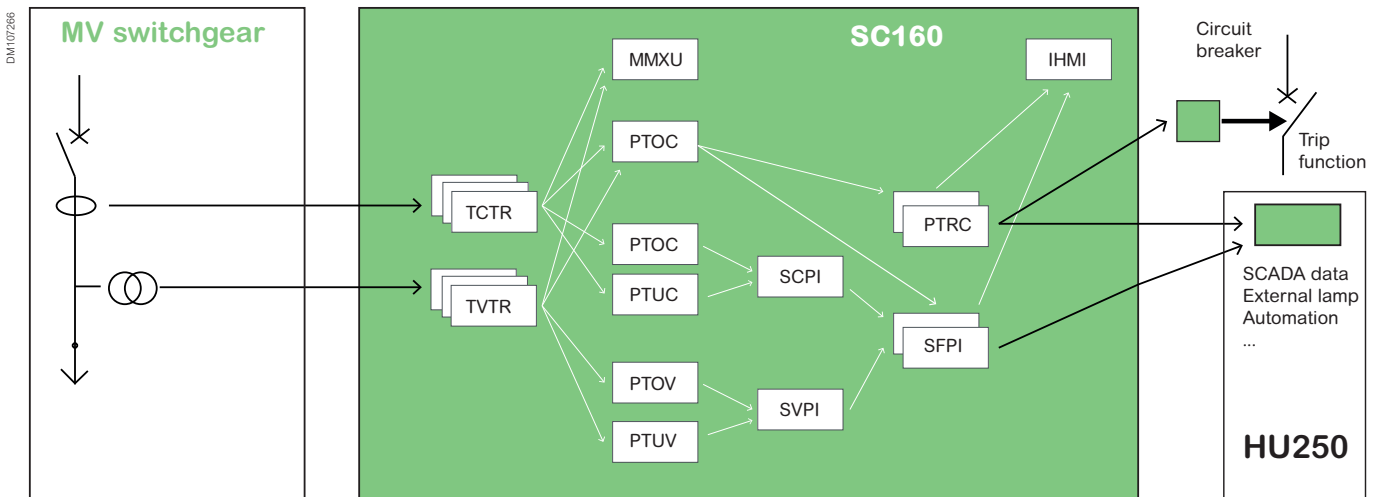 DM107266
MV switchgear
SC160
MMXU
IHMI
Circuit
breaker
PTOC
Trip
function
TCTR
PTRC
PTOC
SCPI
PTUC
TVTR
SCADA data
External lamp
Automation
...
SFPI
PTOV
SVPI
PTUV
HU250